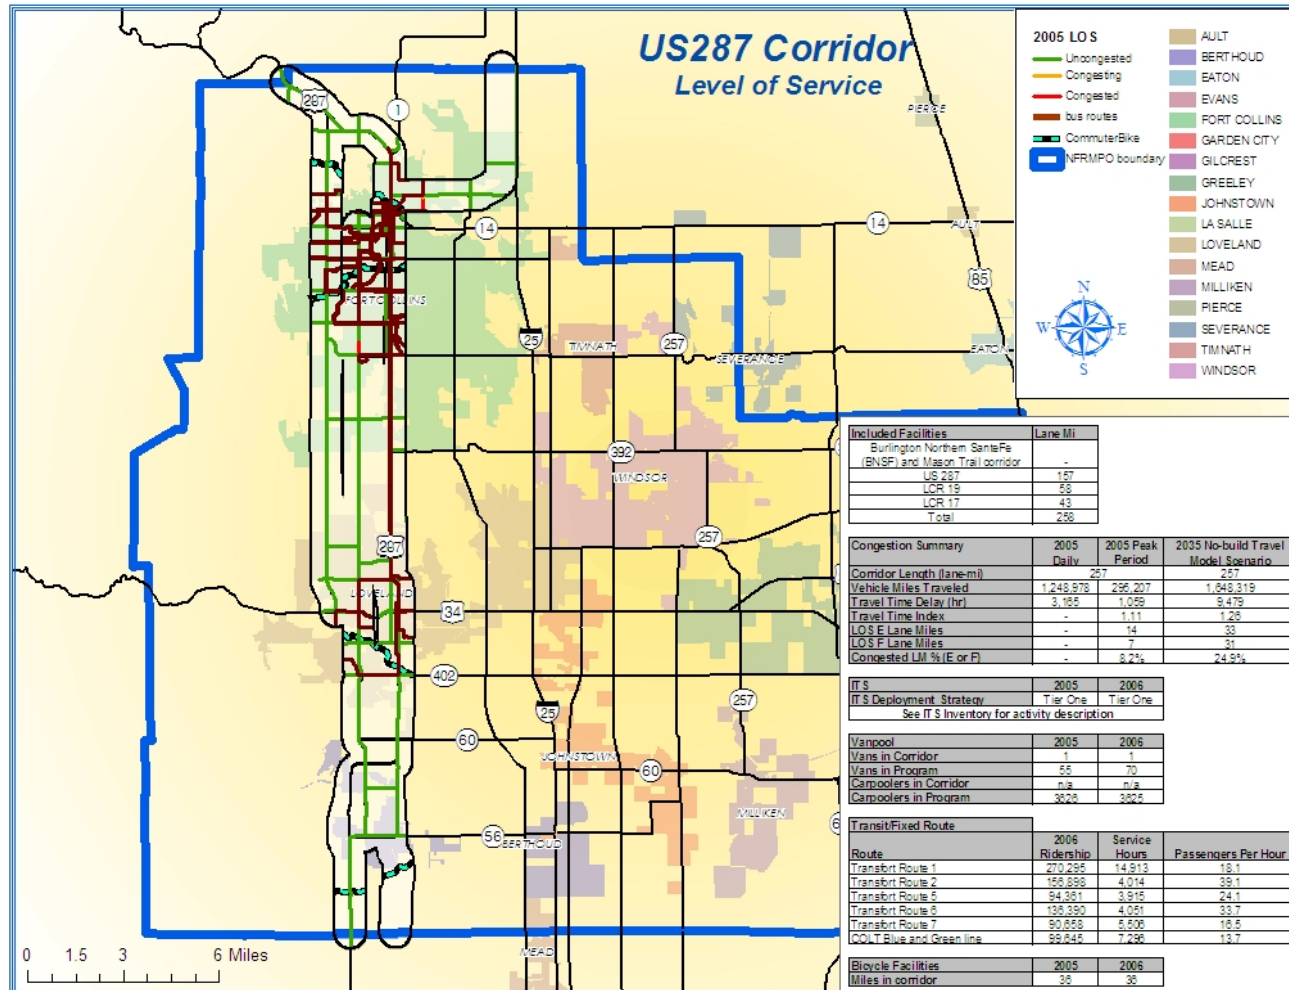 US287 Corridor
Level of Service
2005 LOS
Uncongested
Congesting
Congested
bus routes
CommuterBike
NFRMPO boundary
AULT
BERTHOUD
EATON
EVANS
FORT COLLINS
GARDEN CITY
GILCREST
GREELEY
JOHNSTOWN
LA SALLE
LOVELAND
MEAD
MILLIKEN
PIERCE
SEVERANCE
TIMNATH
WINDSOR
N
W E
S
287
1
PIERCE
14
14
AULT
85
FORT COLLINS
25
TIMNATH
257
SEVERANCE
EATON
392
WINDSOR
257
287
LOVELAND
34
402
257
25
60
JOHNSTOWN
60
MILLIKEN
56
BERTHOUD
6
MEAD
0 1.5 3 6 Miles
Included Facilities Lane Mi
Burlington Northern SantaFe
(BNSF) and Mason Trail corridor -
US 287 157
LCR 19 58
LCR 17 43
Total 258
Congestion Summary 2005 Daily 2005 Peak Period 2035 No-build Travel Model Scenario
Corridor Length (lane-mi) 257 257
Vehicle Miles Traveled 1,248,978 295,207 1,648,319
Travel Time Delay (hr) 3,165 1,059 9,479
Travel Time Index - 1.11 1.26
LOS E Lane Miles - 14 33
LOS F Lane Miles - 7 31
Congested LM % (E or F) - 8.2% 24.9%
ITS 2005 2006
ITS Deployment Strategy Tier One Tier One
See ITS Inventory for activity description
Vanpool 2005 2006
Vans in Corridor 1 1
Vans in Program 55 70
Carpoolers in Corridor n/a n/a
Carpoolers in Program 3626 3625
Transit/Fixed Route
Route 2006 Ridership Service Hours Passengers Per Hour
Transfort Route 1 270,295 14,913 18.1
Transfort Route 2 156,898 4,014 39.1
Transfort Route 5 94,361 3,915 24.1
Transfort Route 6 136,390 4,051 33.7
Transfort Route 7 90,658 5,506 16.5
COLT Blue and Green line 99,645 7,296 13.7
Bicycle Facilities 2005 2006
Miles in corridor 36 36